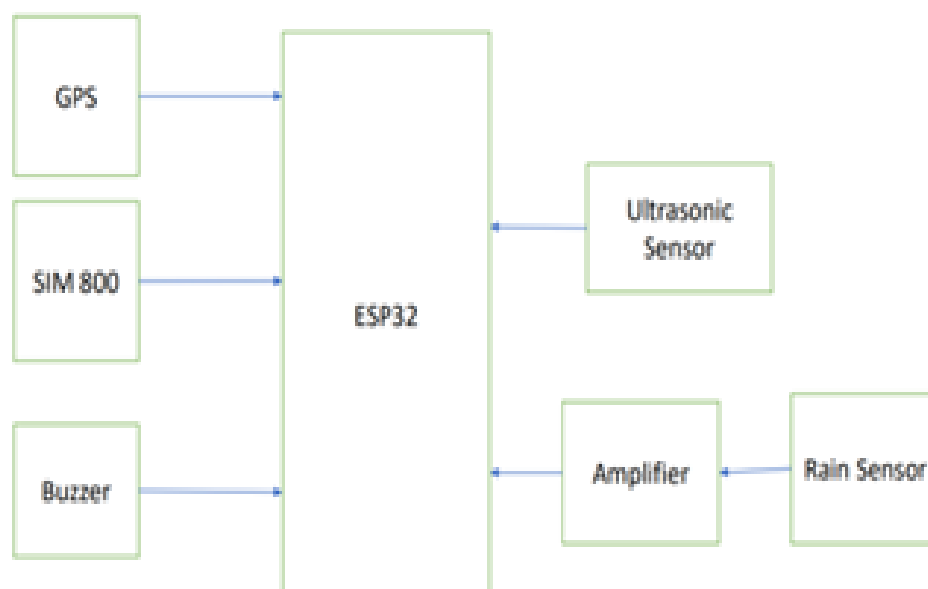 GPS
SIM 800
Buzzer
ESP32
Ultrasonic
Sensor
Amplifier
Rain Sensor